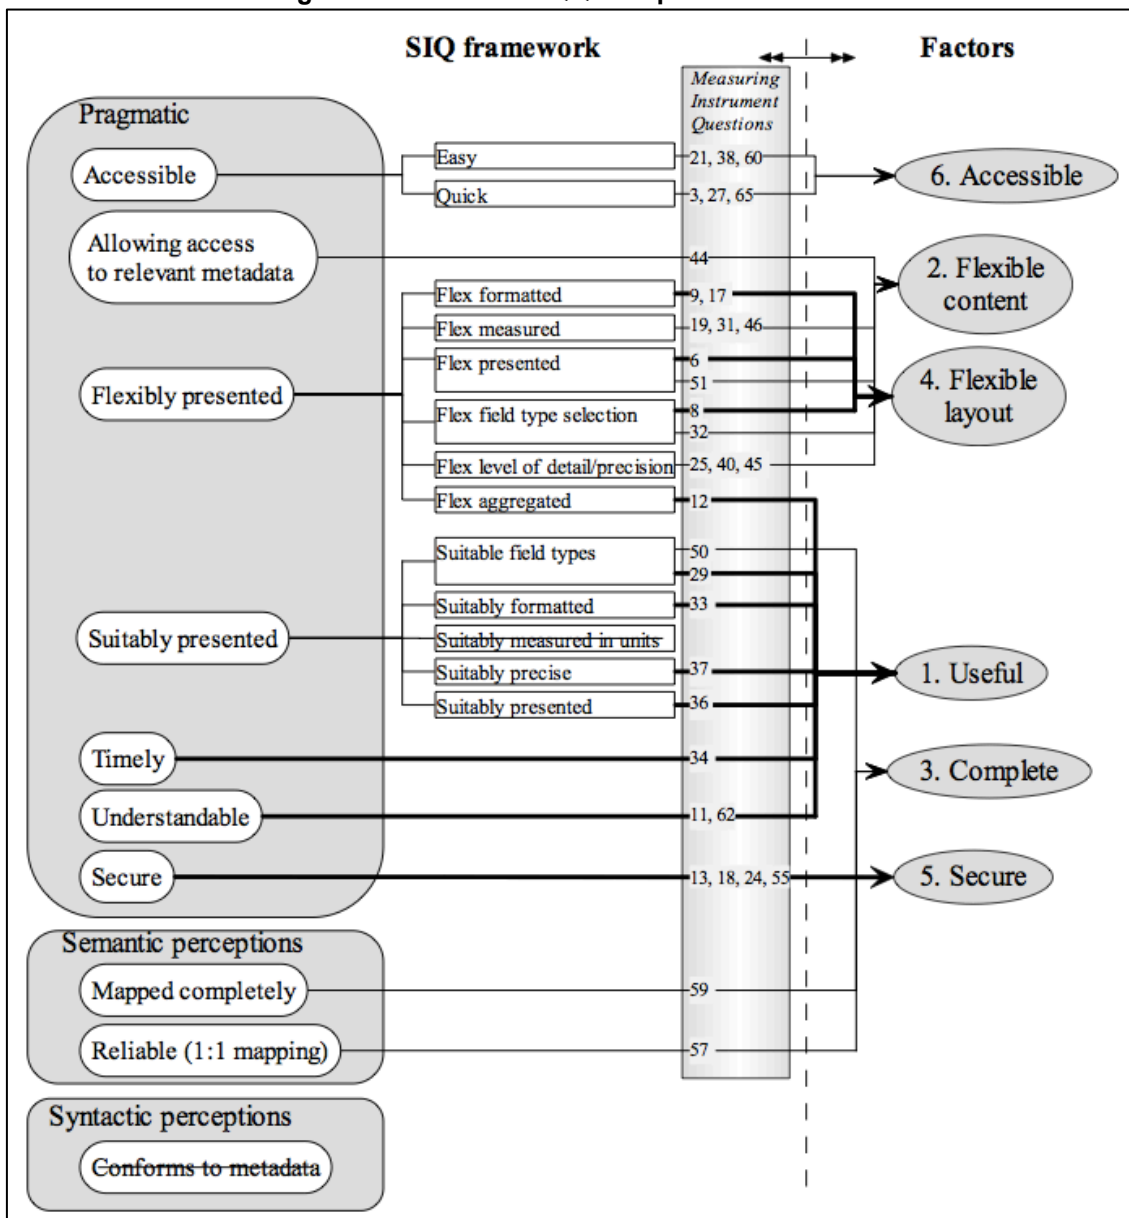 SIQ framework
Factors
Measuring
Instrument
Questions
Pragmatic
Accessible
Easy
21, 38, 60
Quick
3, 27, 65
6. Accessible
Allowing access
to relevant metadata
44
2. Flexible
content
Flex formatted
9, 17
Flex measured
19, 31, 46
Flex presented
6
51
Flexibly presented
4. Flexible
layout
Flex field type selection
8
32
Flex level of detail/precision
25, 40, 45
Flex aggregated
12
Suitable field types
50
29
Suitably formatted
33
Suitably presented
Suitably measured in units
Suitably precise
37
1. Useful
Suitably presented
36
Timely
34
3. Complete
Understandable
11, 62
Secure
13, 18, 24, 55
5. Secure
Semantic perceptions
Mapped completely
59
Reliable (1:1 mapping)
57
Syntactic perceptions
Conforms to metadata